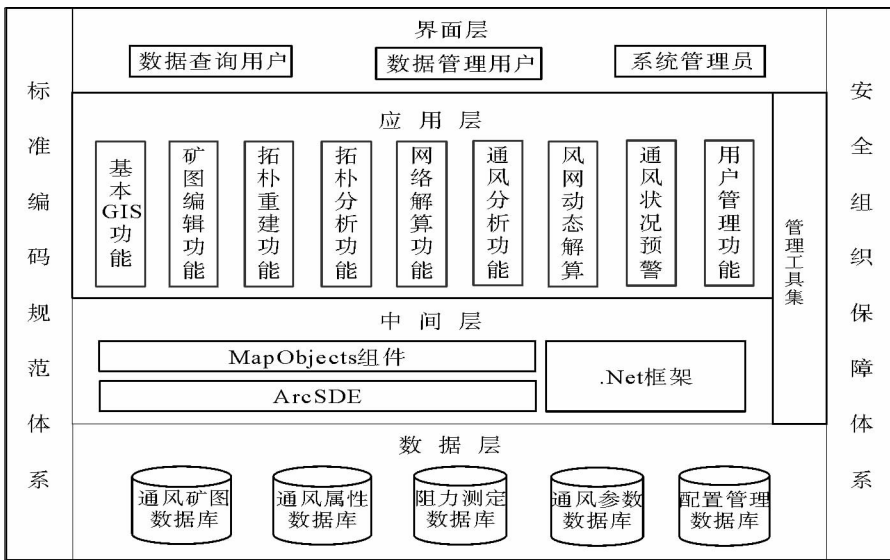 界面层
数据查询用户
数据管理用户
系统管理员
标准编码规范体系
应用层
基本GIS功能
矿图编辑功能
拓朴重建功能
拓朴分析功能
网络解算功能
通风分析功能
风网动态解算
通风状况预警
用户管理功能
管理工具集
安全组织保障体系
中间层
MapObjects组件
ArcSDE
.Net框架
数据层
通风矿图
数据库
通风属性
数据库
阻力测定
数据库
通风参数
数据库
配置管理
数据库